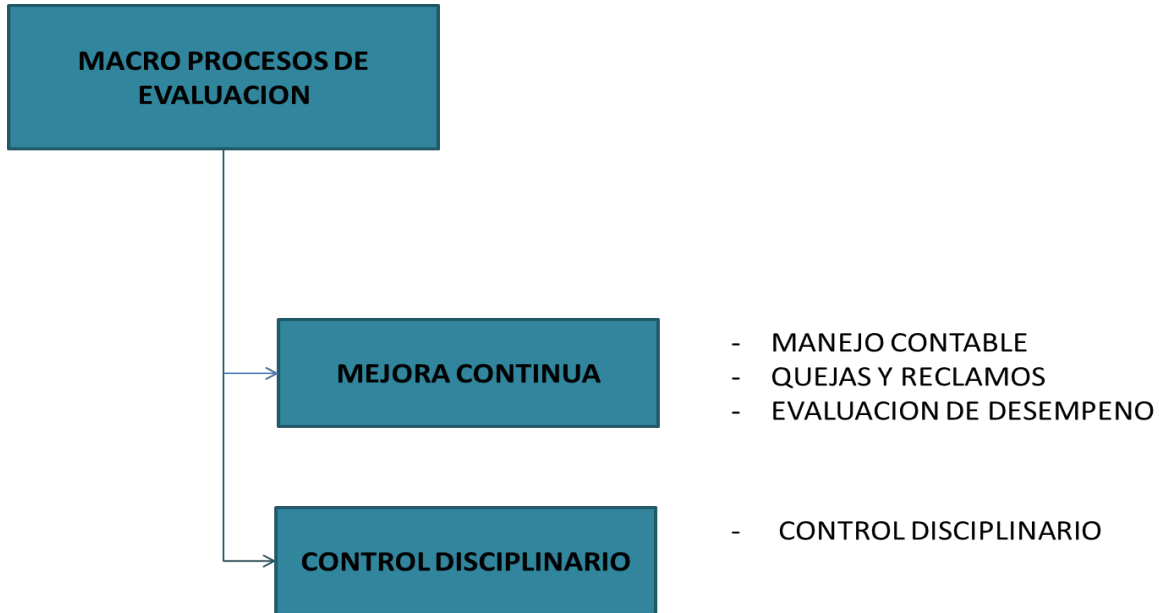 MACRO PROCESOS DE
EVALUACION
MEJORA CONTINUA
- MANEJO CONTABLE
- QUEJAS Y RECLAMOS
- EVALUACION DE DESEMPENO
CONTROL DISCIPLINARIO
- CONTROL DISCIPLINARIO